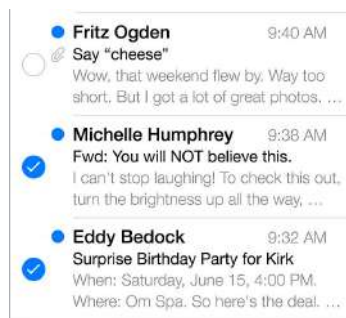 Fritz Ogden 9:40 AM
Say “cheese”
Wow, that weekend flew by. Way too
short. But I got a lot of great photos. …
Michelle Humphrey 9:38 AM
Fwd: You will NOT believe this.
I can't stop laughing! To check this out,
turn the brightness up all the way, …
Eddy Bedock 9:32 AM
Surprise Birthday Party for Kirk
When: Saturday, June 15, 4:00 PM.
Where: Om Spa. So here's the deal. …